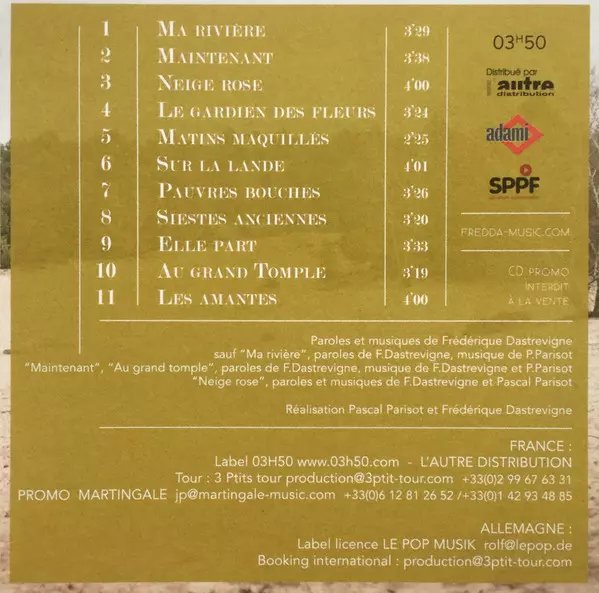 1 Ma rivière 3'29
2 Maintenant 3'38
3 Neige rose 4'00
4 Le gardien des fleurs 3'24
5 Matins maquillés 2'25
6 Sur la lande 4'01
7 Pauvres bouches 3'26
8 Siestes anciennes 3'20
9 Elle part 3'33
10 Au grand Tomple 3'19
11 Les amantes 4'00
03H50
Distribué par
l'autre
distribution
adami
SPPF
FREDDA-MUSIC.COM
CD PROMO
INTERDIT
À LA VENTE
Paroles et musiques de Frédérique Dastrevigne
sauf "Ma rivière", paroles de F.Dastrevigne, musique de P.Parisot
"Maintenant", "Au grand tomple", paroles de F.Dastrevigne, musique de F.Dastrevigne et P.Parisot
"Neige rose", paroles et musiques de F.Dastrevigne et Pascal Parisot
Réalisation Pascal Parisot et Frédérique Dastrevigne
FRANCE :
Label 03H50 www.03h50.com - L'AUTRE DISTRIBUTION
Tour : 3 Ptits tour production@3ptit-tour.com +33(0)2 99 67 63 31
PROMO MARTINGALE jp@martingale-music.com +33(0)6 12 81 26 52 /+33(0)1 42 93 48 85
ALLEMAGNE :
Label licence LE POP MUSIK rolf@lepop.de
Booking international : production@3ptit-tour.com